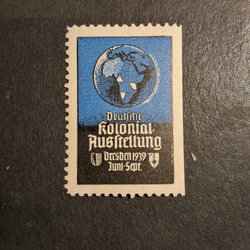 Deutsche
Kolonial
Ausstellung
Dresden 1939
Juni-Sept.